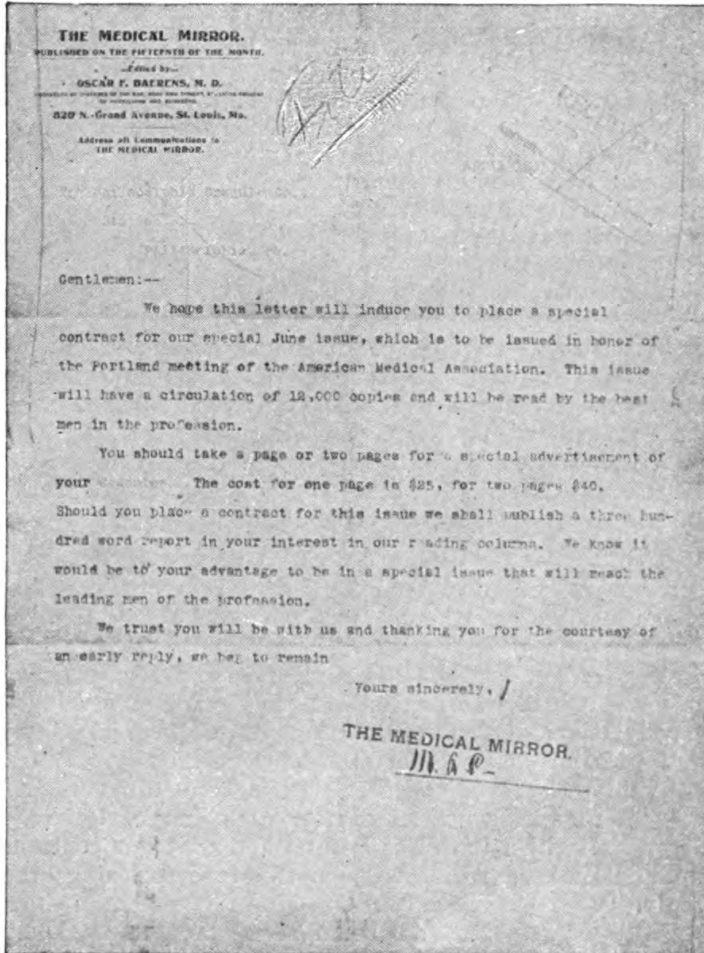 THE MEDICAL MIRROR.
PUBLISHED ON THE FIFTEENTH OF THE MONTH.
Edited by
OSCAR F. BAERENS, M. D.
820 N. Grand Avenue, St. Louis, Mo.
Address all Communications to
THE MEDICAL MIRROR.
File
Gentlemen:--
We hope this letter will induce you to place a special
contract for our special June issue, which is to be issued in honor of
the Portland meeting of the American Medical Association. This issue
will have a circulation of 12,000 copies and will be read by the best
men in the profession.
You should take a page or two pages for a special advertisement of
your The cost for one page is $25, for two pages $40.
Should you place a contract for this issue we shall publish a three hun-
dred word report in your interest in our r ading columns. We know it
would be to your advantage to be in a special issue that will reach the
leading men of the profession.
We trust you will be with us and thanking you for the courtesy of
an early reply, we beg to remain
Yours sincerely,
THE MEDICAL MIRROR.